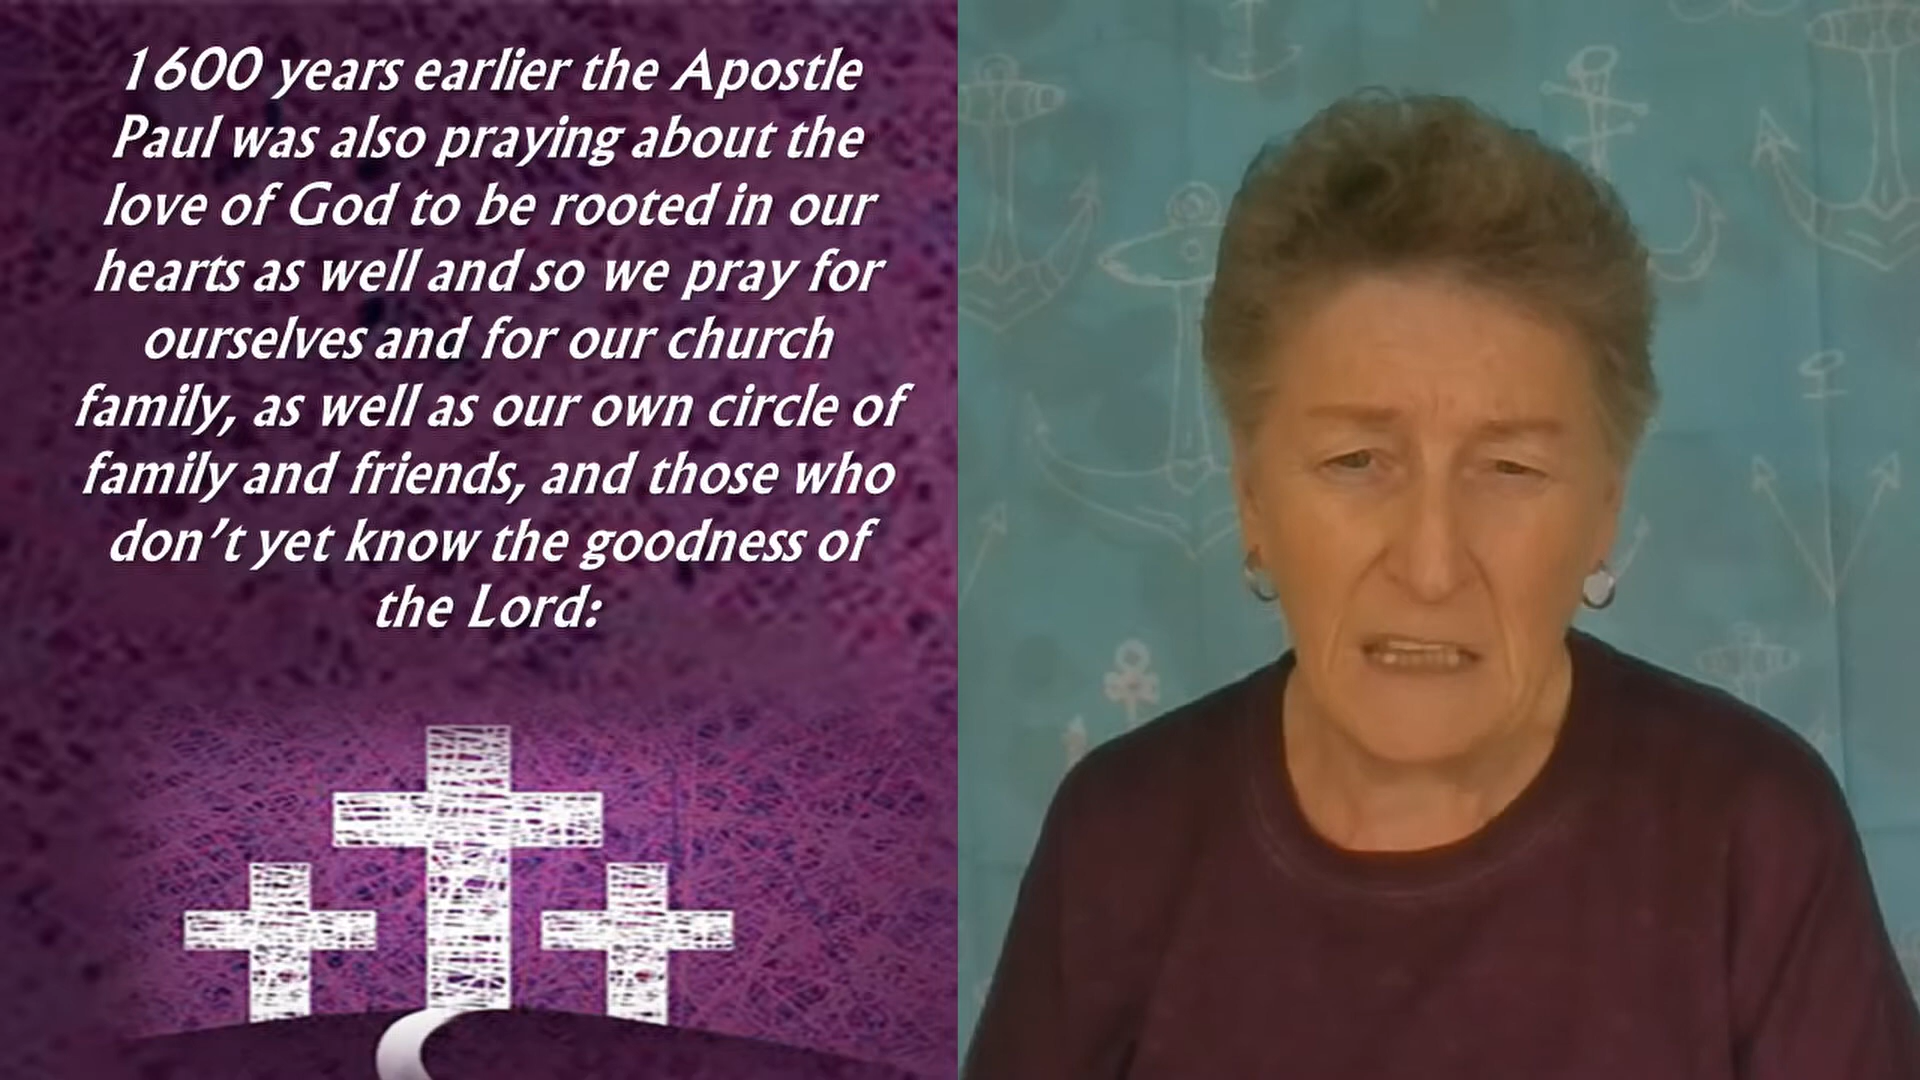 1600 years earlier the Apostle
Paul was also praying about the
love of God to be rooted in our
hearts as well and so we pray for
ourselves and for our church
family, as well as our own circle of
family and friends, and those who
don’t yet know the goodness of
the Lord: